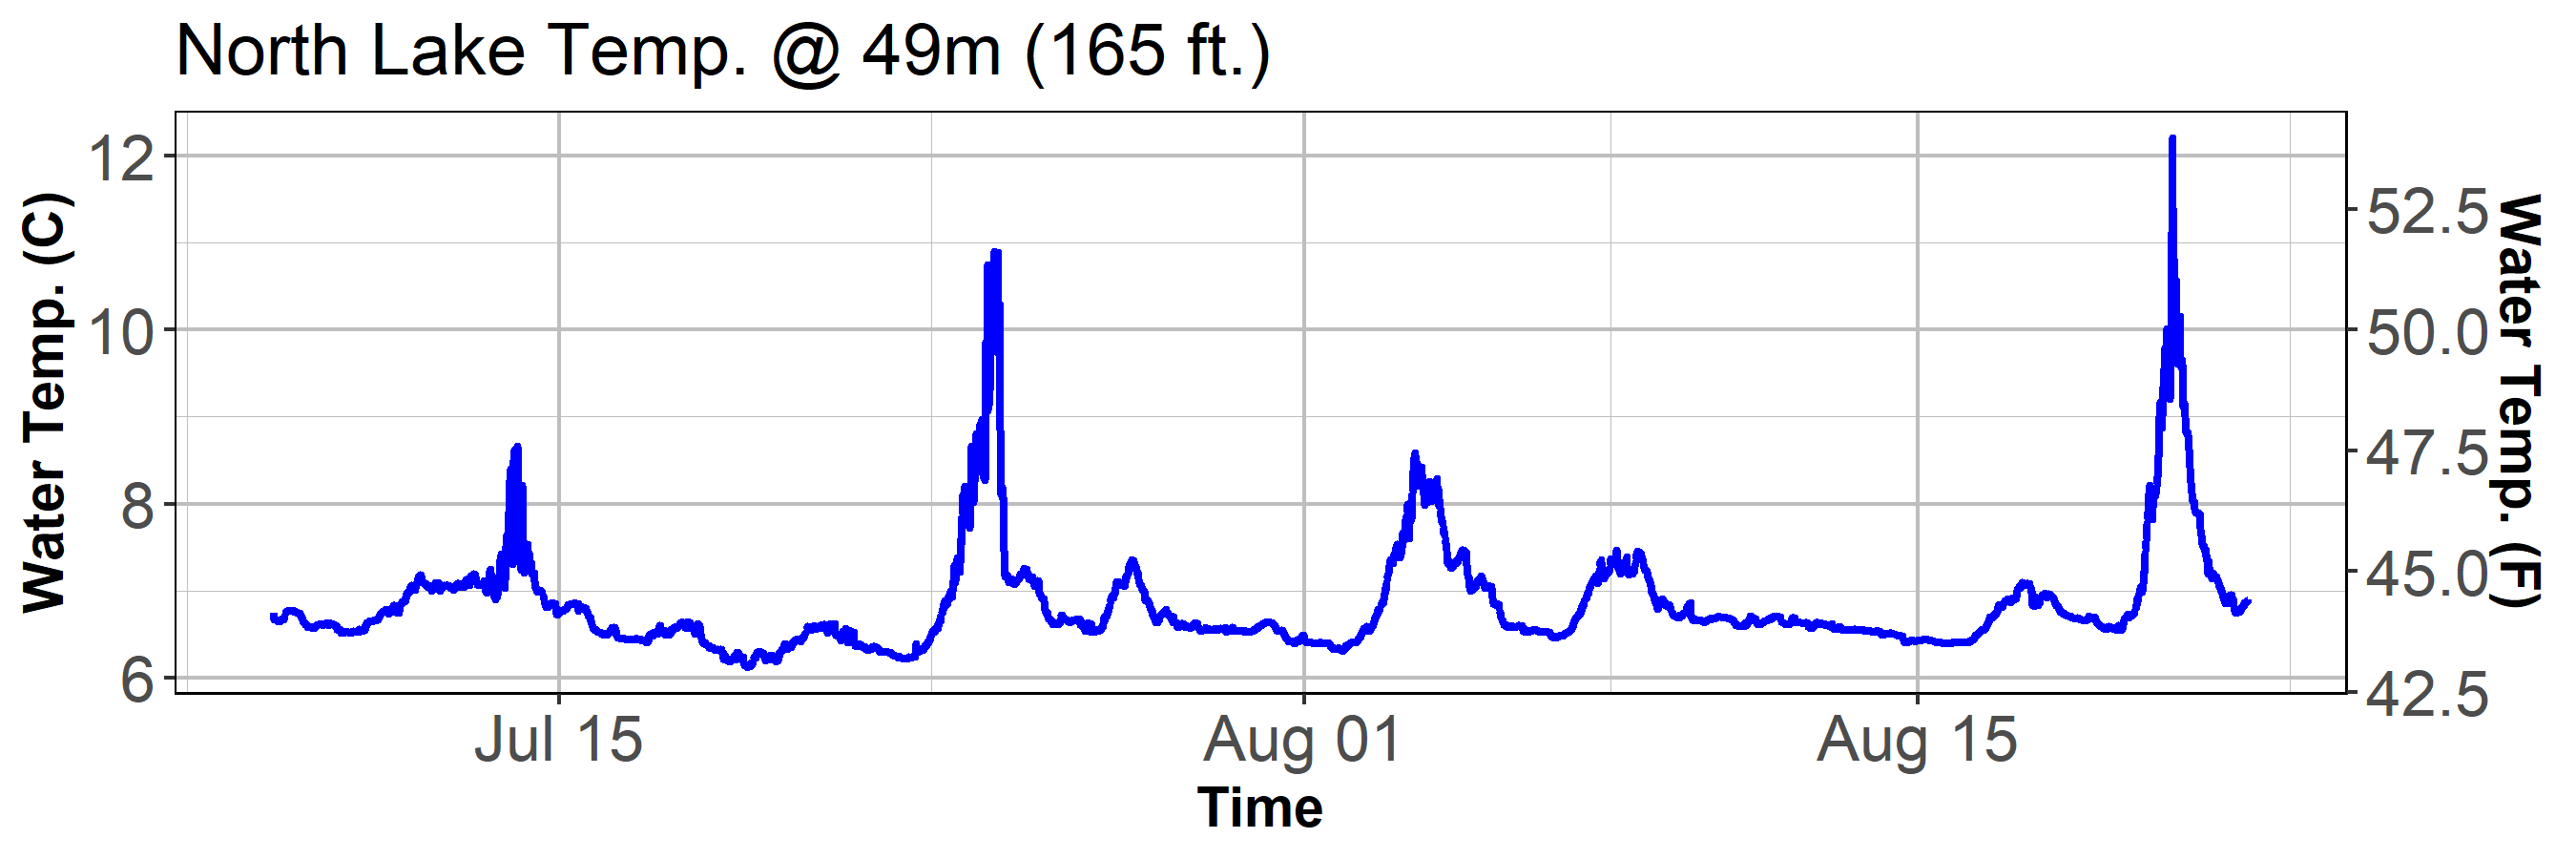 North Lake Temp. @ 49m (165 ft.)
Water Temp. (C)
12
10
8
6
52.5
50.0
47.5
45.0
42.5
Water Temp. (F)
Jul 15 Aug 01 Aug 15
Time